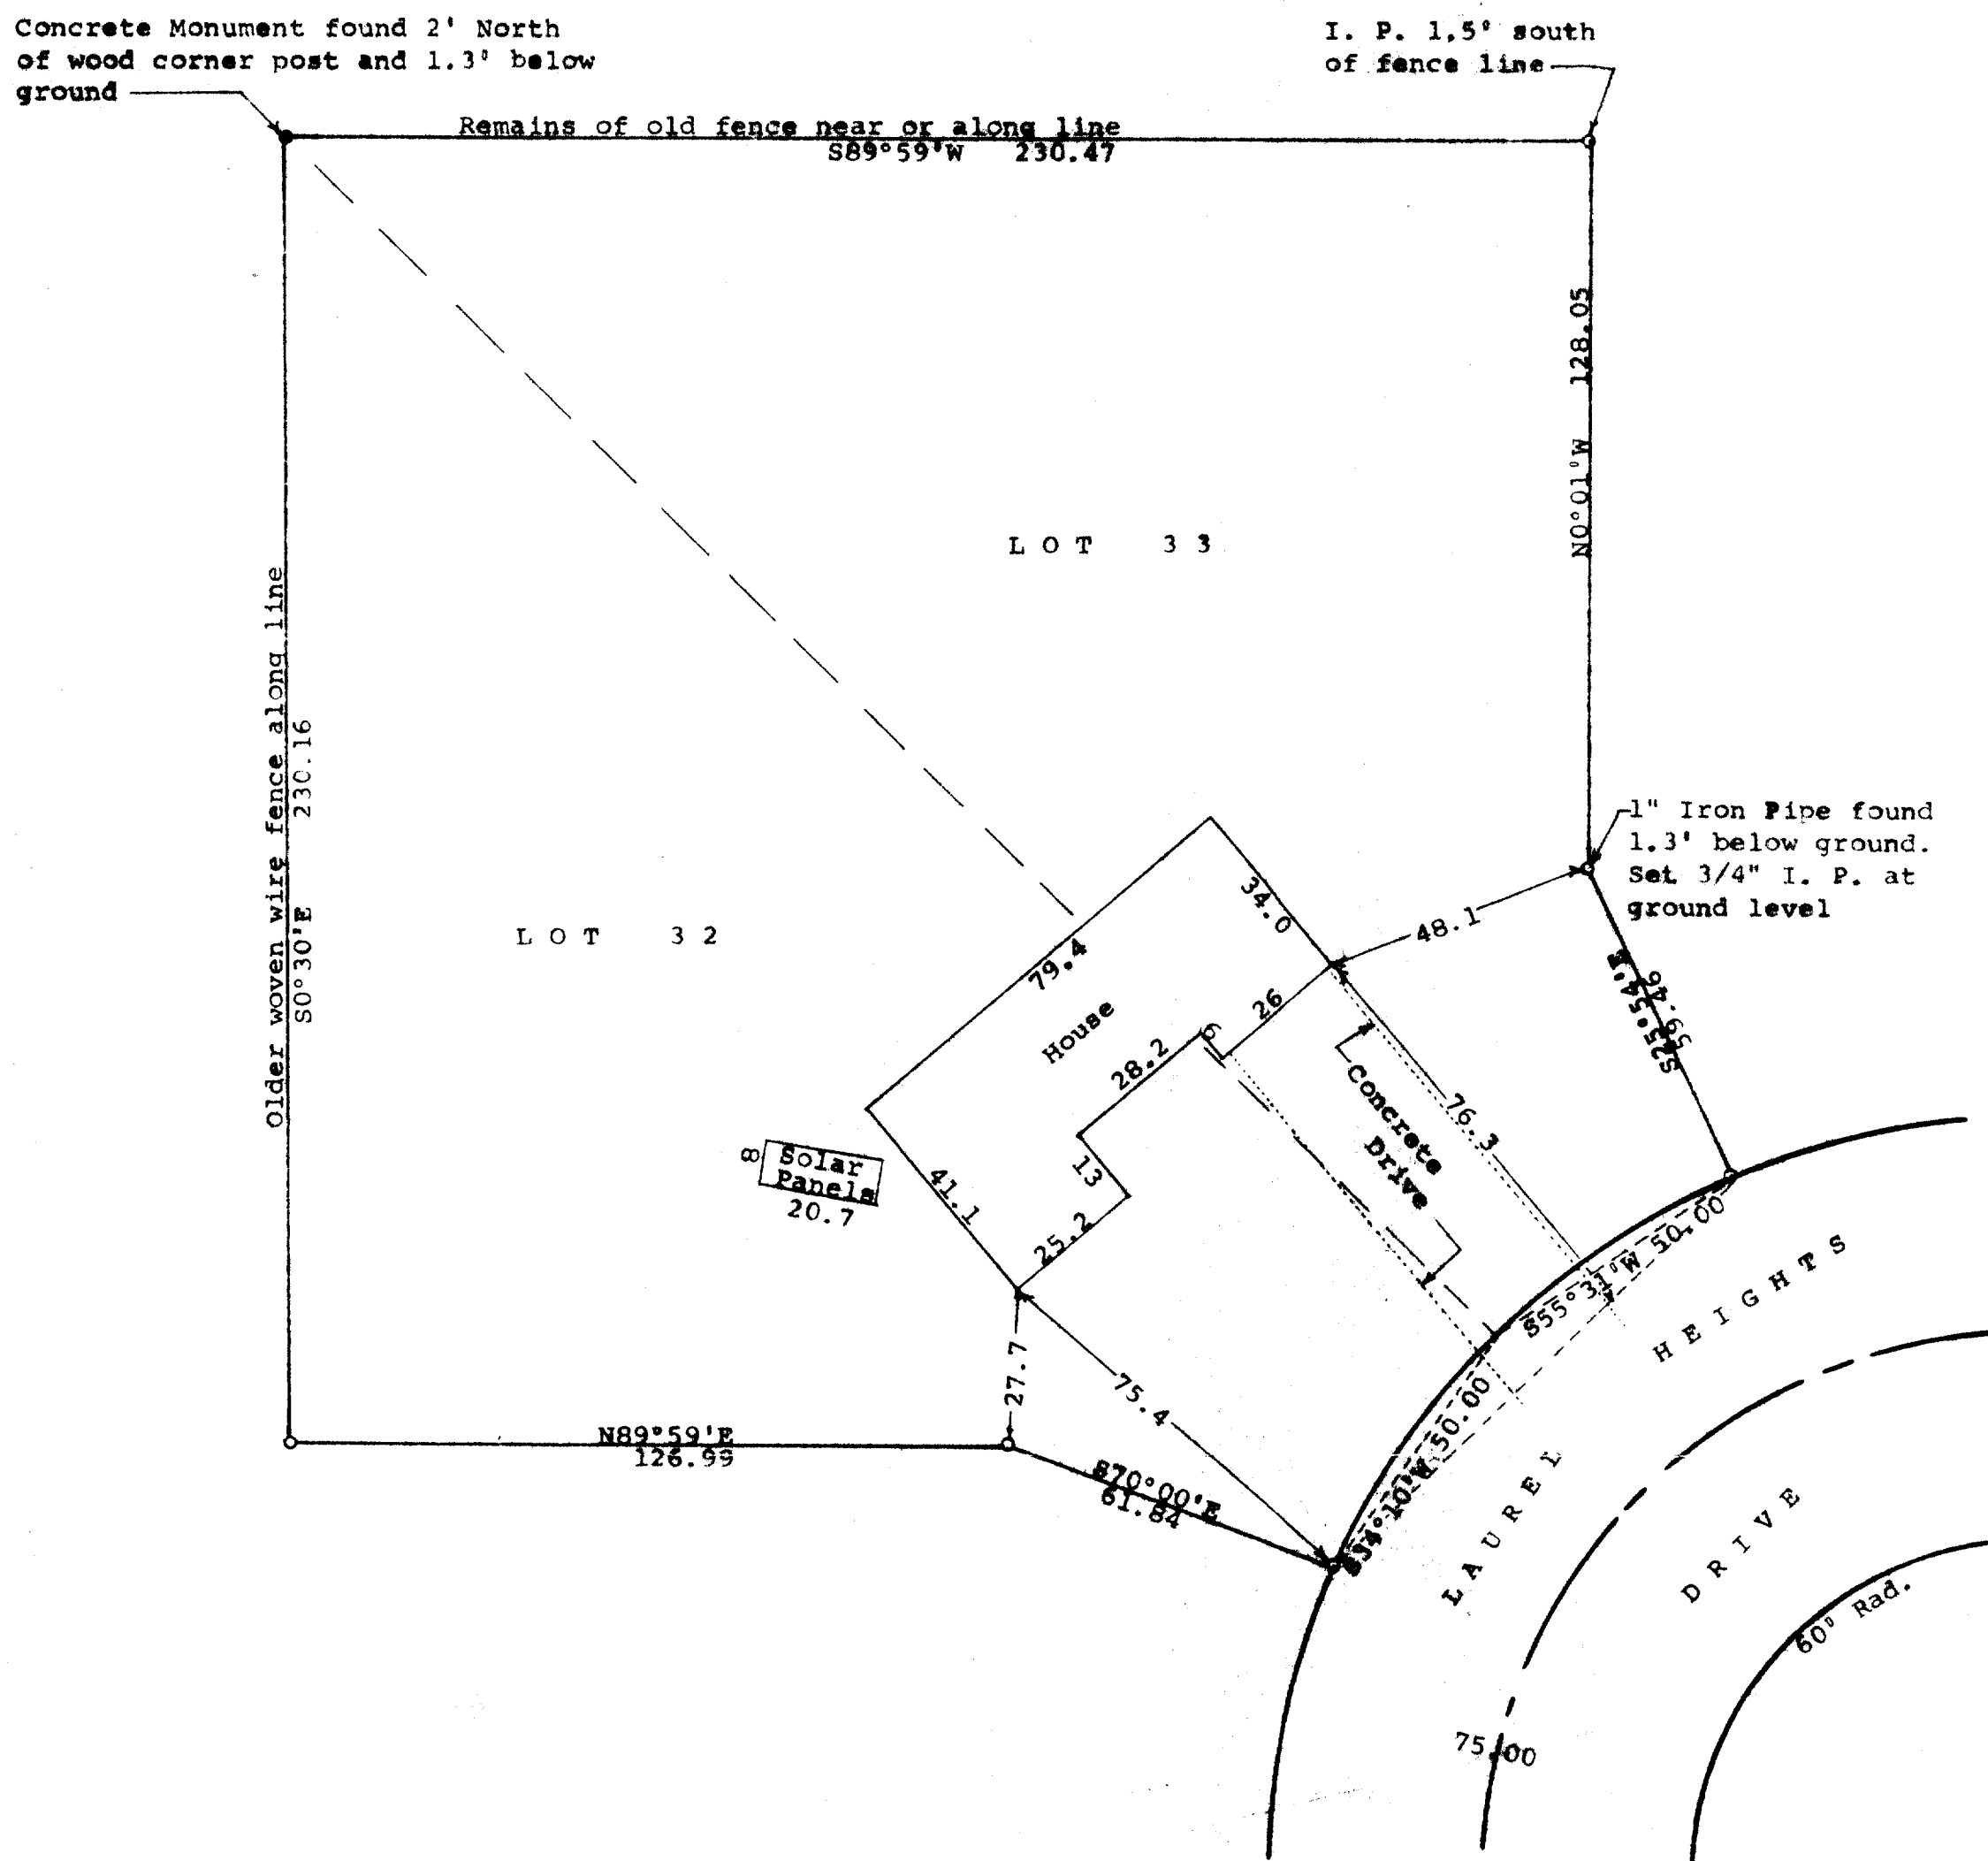 Concrete Monument found 2' North
of wood corner post and 1.3' below
ground
I. P. 1.5' south
of fence line
Remains of old fence near or along line
S89°59'W 230.47
N0°01'W 128.05
LOT 33
Older woven wire fence along line
S0°30'E 230.16
LOT 32
1" Iron Pipe found
1.3' below ground.
Set 3/4" I. P. at
ground level
34.0
48.1
79.4
House
26
6
28.2
13
25.2
41.1
Concrete
Drive
76.3
59.46
8
Solar
Panels
20.7
27.7
75.4
S55°31'W 50.00
S34°10'W 50.00
N89°59'E
126.99
S70°00'E
61.84
LAUREL
HEIGHTS
DRIVE
60' Rad.
75.00